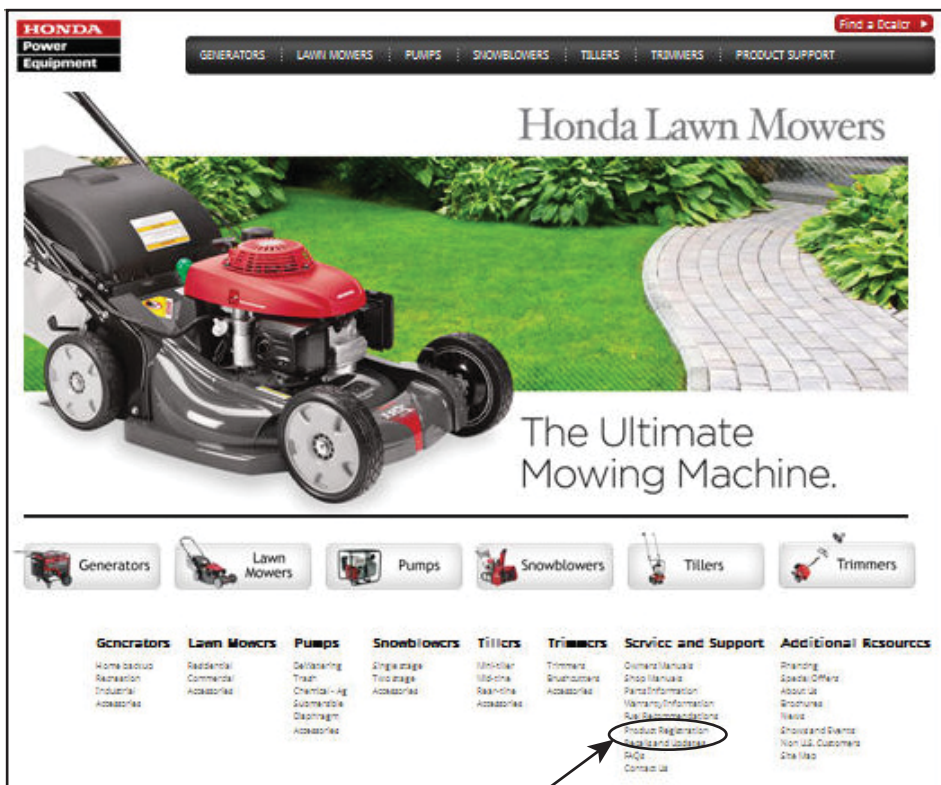 HONDA
Power
Equipment
Find a Dealer
GENERATORS LAWN MOWERS PUMPS SNOWBLOWERS TILLERS TRIMMERS PRODUCT SUPPORT
Honda Lawn Mowers
The Ultimate
Mowing Machine.
Generators
Lawn
Mowers
Pumps
Snowblowers
Tillers
Trimmers
Generators
Home backup
Recreation
Industrial
Accessories
Lawn Mowers
Residential
Commercial
Accessories
Pumps
DeWatering
Trash
Chemical - Ag
Submersible
Diaphragm
Accessories
Snowblowers
Single stage
Two stage
Accessories
Tillers
Mini-tiller
Mid-tine
Rear-tine
Accessories
Trimmers
Trimmers
Brushcutters
Accessories
Service and Support
Owners Manuals
Shop Manuals
Parts Information
Warranty Information
Fuel Recommendations
Product Registration
Recalls and Updates
FAQs
Contact Us
Additional Resources
Financing
Special Offers
About Us
Brochures
News
Shows and Events
Non U.S. Customers
Site Map